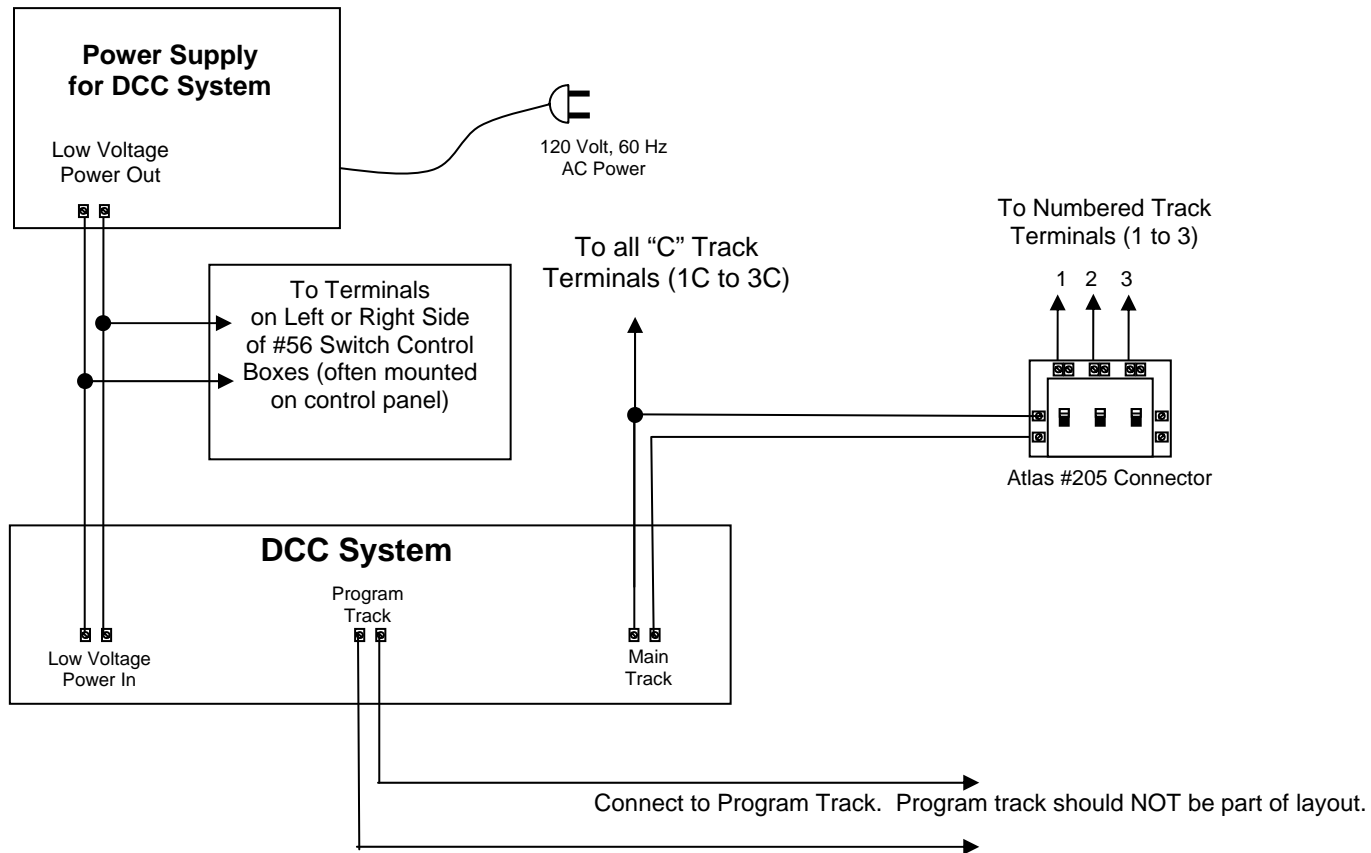 Power Supply
for DCC System
Low Voltage
Power Out
120 Volt, 60 Hz
AC Power
To Terminals
on Left or Right Side
of #56 Switch Control
Boxes (often mounted
on control panel)
To all “C” Track
Terminals (1C to 3C)
To Numbered Track
Terminals (1 to 3)
1 2 3
Atlas #205 Connector
DCC System
Low Voltage
Power In
Program
Track
Main
Track
Connect to Program Track. Program track should NOT be part of layout.